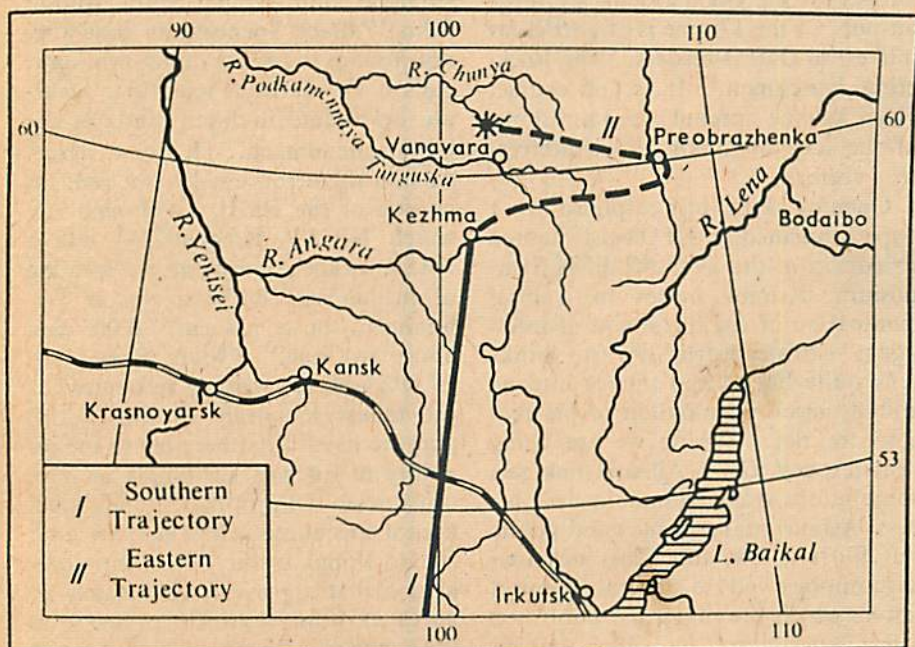 90
100
110
R. Podkamennaya Tunguska
R. Chunya
II
60
60
Vanavara
Preobrazhenka
Kezhma
R. Lena
Bodaibo
R. Yenisei
R. Angara
Kansk
Krasnoyarsk
53
I Southern
Trajectory
II Eastern
Trajectory
L. Baikal
I
Irkutsk
100
110